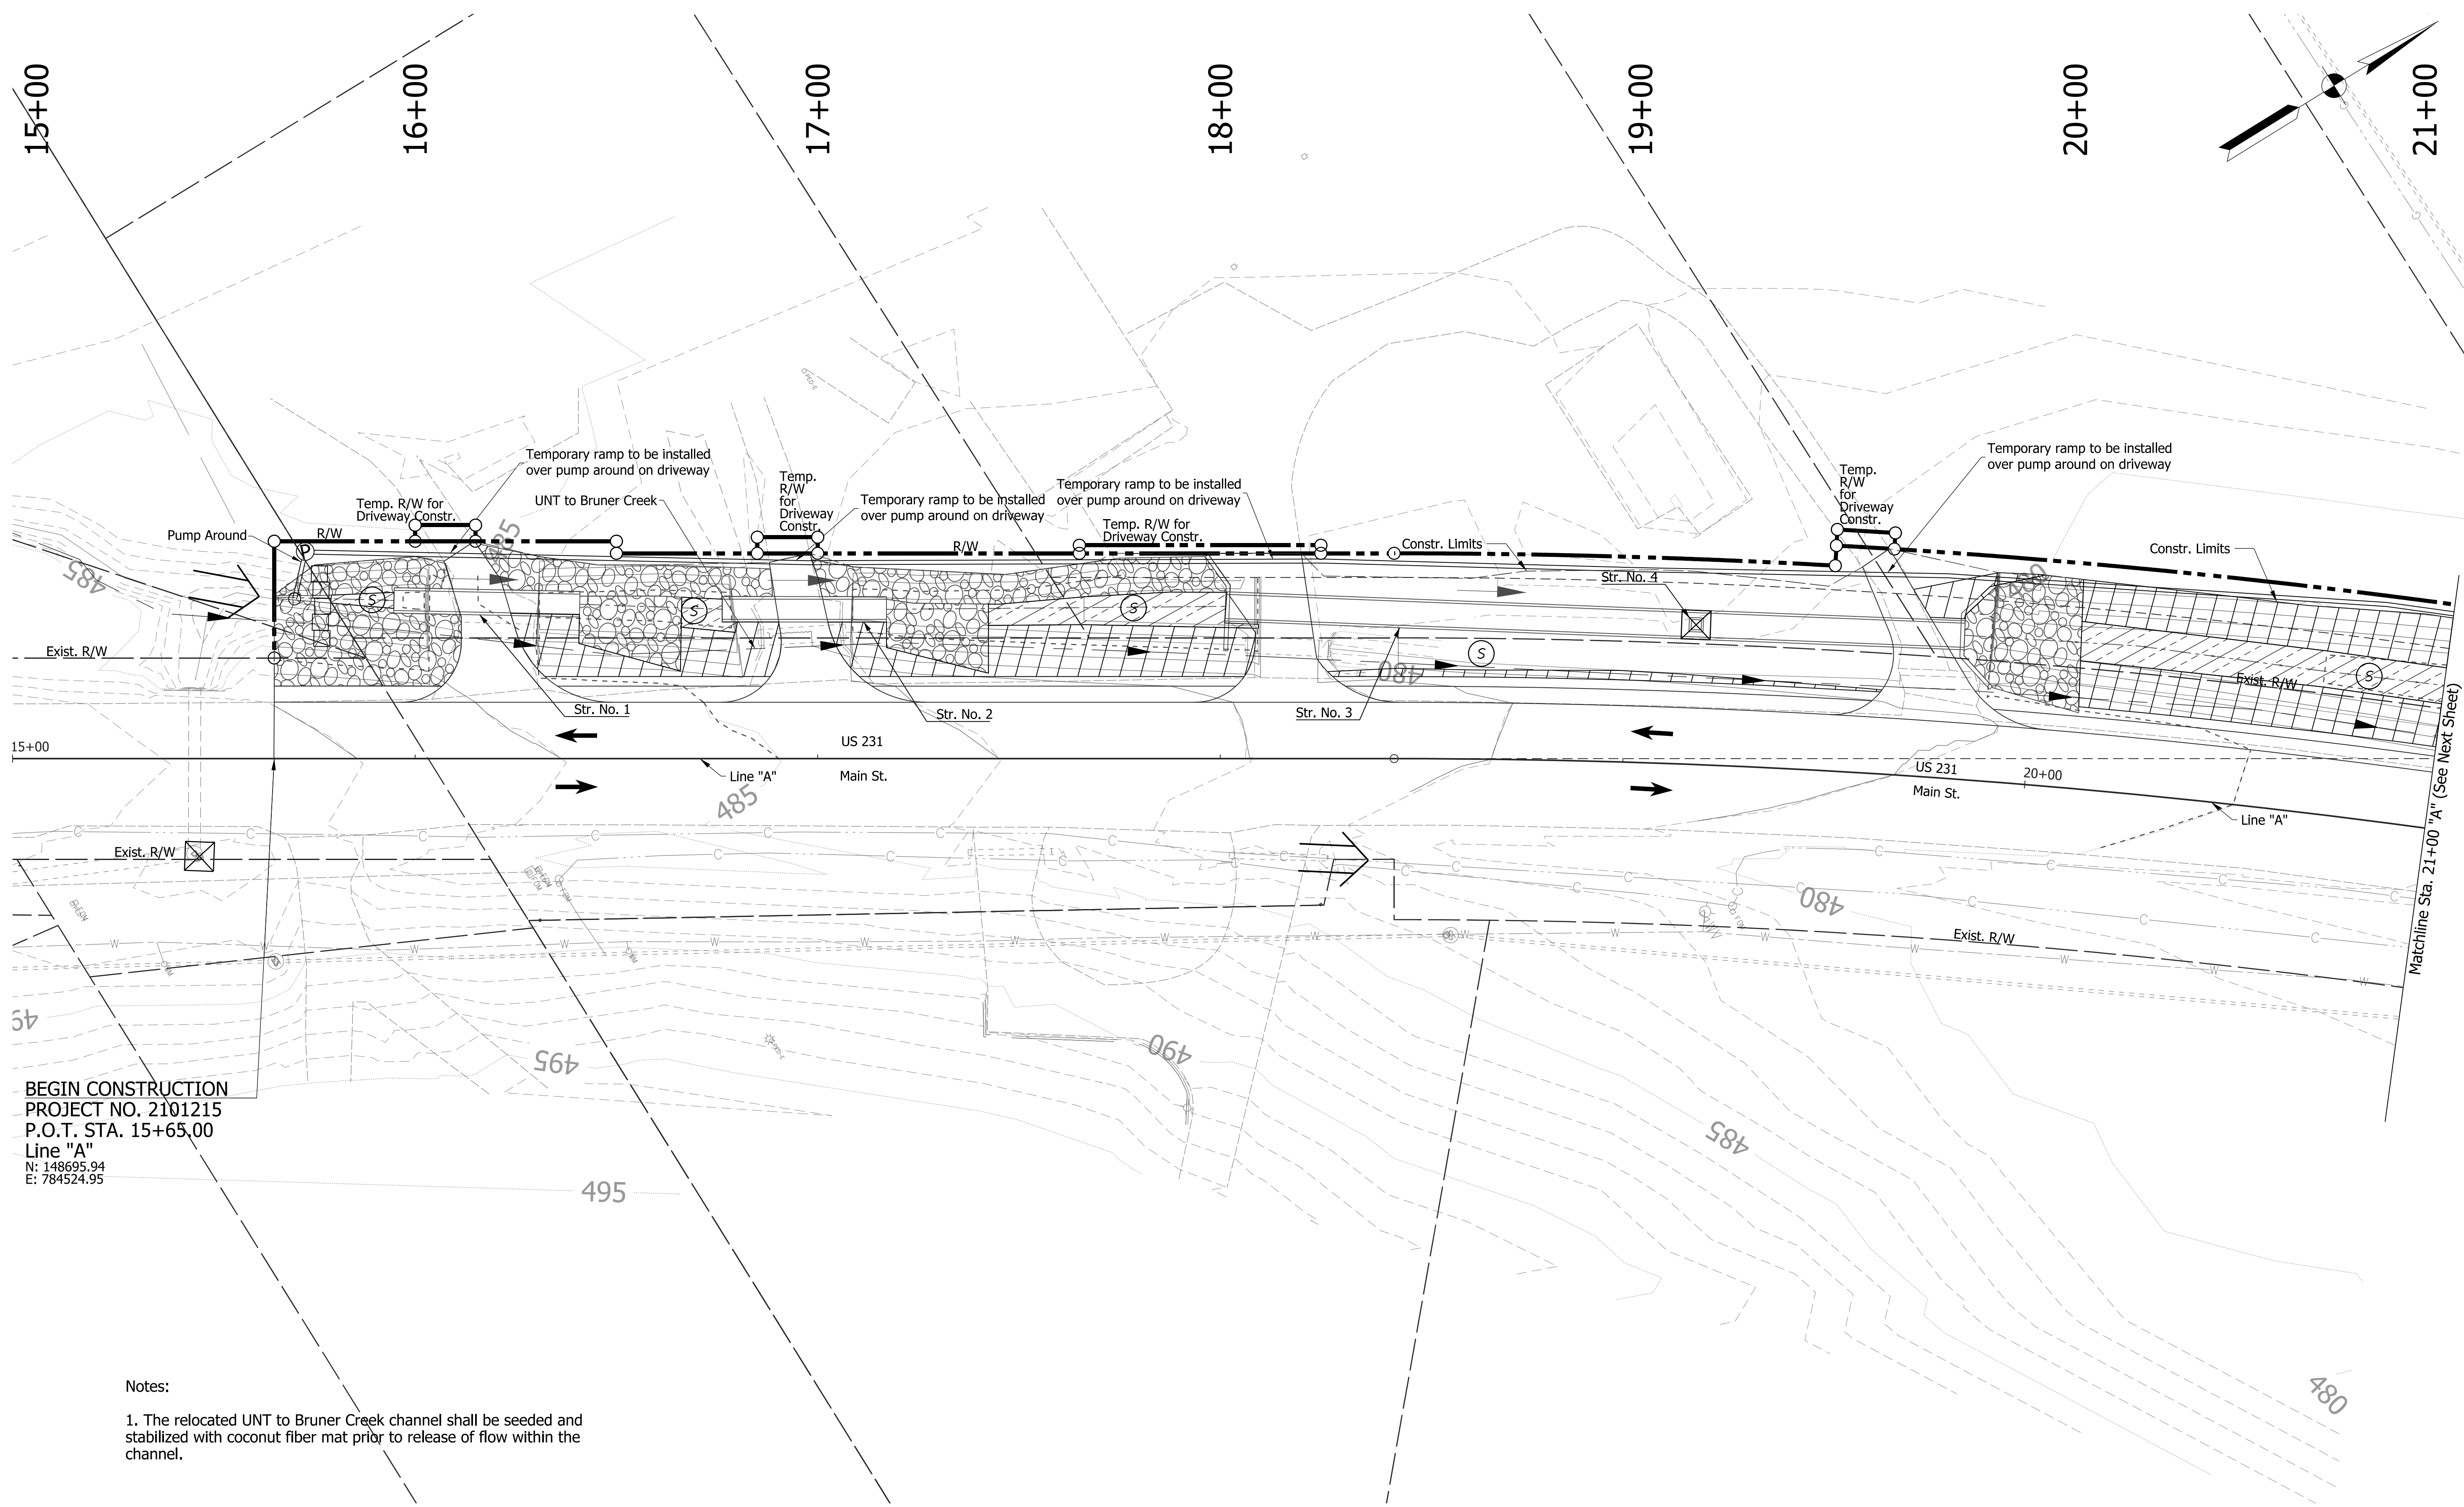 15+00
16+00
17+00
18+00
19+00
20+00
21+00
Temporary ramp to be installed
over pump around on driveway
UNT to Bruner Creek
Temp. R/W for
Driveway Constr.
Pump Around
R/W
P
485
485
Temp.
R/W
for
Driveway
Constr.
Temporary ramp to be installed
over pump around on driveway
Temporary ramp to be installed
over pump around on driveway
Temp. R/W for
Driveway Constr.
R/W
Constr. Limits
Str. No. 4
Temp.
R/W
for
Driveway
Constr.
Temporary ramp to be installed
over pump around on driveway
Constr. Limits
480
S
S
S
S
S
Exist. R/W
480
Exist. R/W
Str. No. 1
Str. No. 2
Str. No. 3
15+00
US 231
Main St.
Line "A"
485
US 231
Main St.
20+00
Line "A"
Matchline Sta. 21+00 "A" (See Next Sheet)
Exist. R/W
480
Exist. R/W
495
490
485
495
480
BEGIN CONSTRUCTION
PROJECT NO. 2101215
P.O.T. STA. 15+65.00
Line "A"
N: 148695.94
E: 784524.95
Notes:
1. The relocated UNT to Bruner Creek channel shall be seeded and
stabilized with coconut fiber mat prior to release of flow within the
channel.